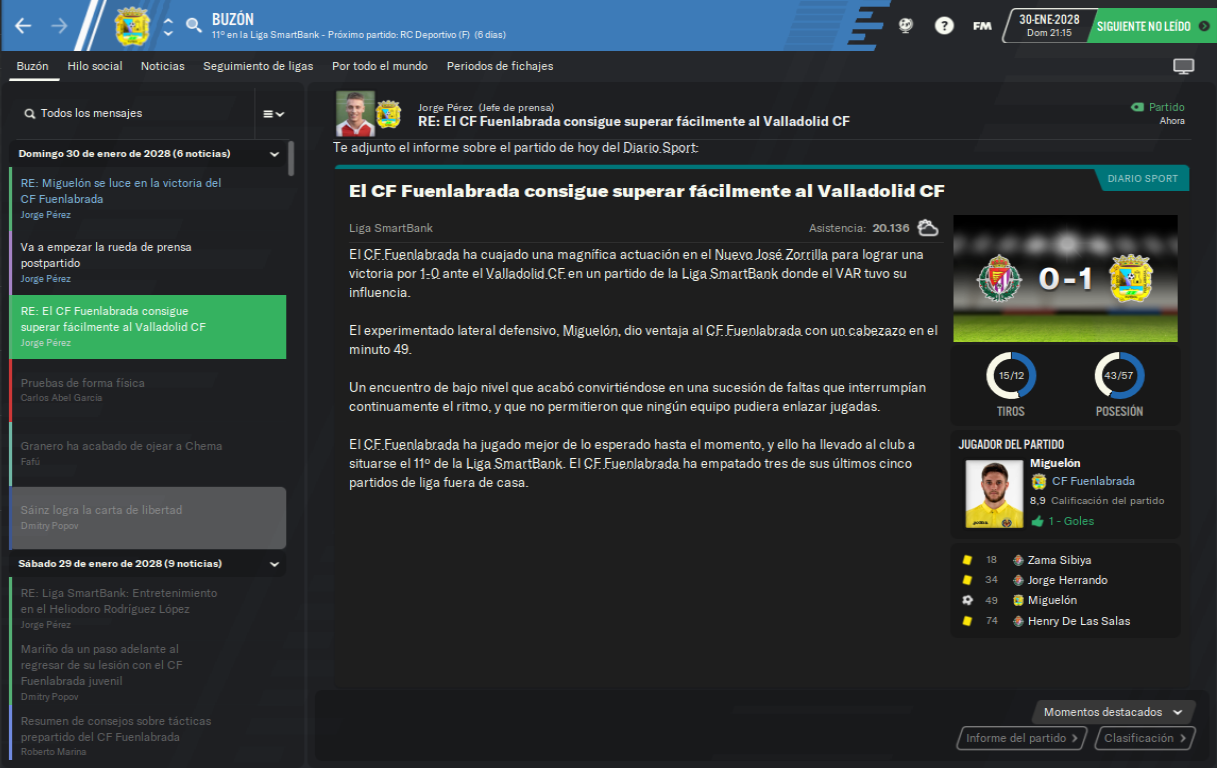 BUZÓN
11º en la Liga SmartBank - Próximo partido: RC Deportivo (F) (6 días)
?
FM
30-ENE-2028
Dom 21:15
SIGUIENTE NO LEÍDO
Buzón Hilo social Noticias Seguimiento de ligas Por todo el mundo Periodos de fichajes
Todos los mensajes
Domingo 30 de enero de 2028 (6 noticias)
RE: Miguelón se luce en la victoria del
CF Fuenlabrada
Jorge Pérez
Va a empezar la rueda de prensa
postpartido
Jorge Pérez
RE: El CF Fuenlabrada consigue
superar fácilmente al Valladolid CF
Jorge Pérez
Pruebas de forma física
Carlos Abel García
Granero ha acabado de ojear a Chema
Fafú
Sáinz logra la carta de libertad
Dmitry Popov
Sábado 29 de enero de 2028 (9 noticias)
RE: Liga SmartBank: Entretenimiento
en el Heliodoro Rodríguez López
Jorge Pérez
Mariño da un paso adelante al
regresar de su lesión con el CF
Fuenlabrada juvenil
Dmitry Popov
Resumen de consejos sobre tácticas
prepartido del CF Fuenlabrada
Roberto Marina
Jorge Pérez (Jefe de prensa)
RE: El CF Fuenlabrada consigue superar fácilmente al Valladolid CF
Partido
Ahora
Te adjunto el informe sobre el partido de hoy del Diario Sport:
DIARIO SPORT
El CF Fuenlabrada consigue superar fácilmente al Valladolid CF
Liga SmartBank
Asistencia: 20.136
El CF Fuenlabrada ha cuajado una magnífica actuación en el Nuevo José Zorrilla para lograr una
victoria por 1-0 ante el Valladolid CF en un partido de la Liga SmartBank donde el VAR tuvo su
influencia.
El experimentado lateral defensivo, Miguelón, dio ventaja al CF Fuenlabrada con un cabezazo en el
minuto 49.
Un encuentro de bajo nivel que acabó convirtiéndose en una sucesión de faltas que interrumpían
continuamente el ritmo, y que no permitieron que ningún equipo pudiera enlazar jugadas.
El CF Fuenlabrada ha jugado mejor de lo esperado hasta el momento, y ello ha llevado al club a
situarse el 11º de la Liga SmartBank. El CF Fuenlabrada ha empatado tres de sus últimos cinco
partidos de liga fuera de casa.
0-1
15/12
TIROS
43/57
POSESIÓN
JUGADOR DEL PARTIDO
Miguelón
CF Fuenlabrada
8,9 Calificación del partido
1 - Goles
18 Zama Sibiya
34 Jorge Herrando
49 Miguelón
74 Henry De Las Salas
Momentos destacados
Informe del partido
Clasificación